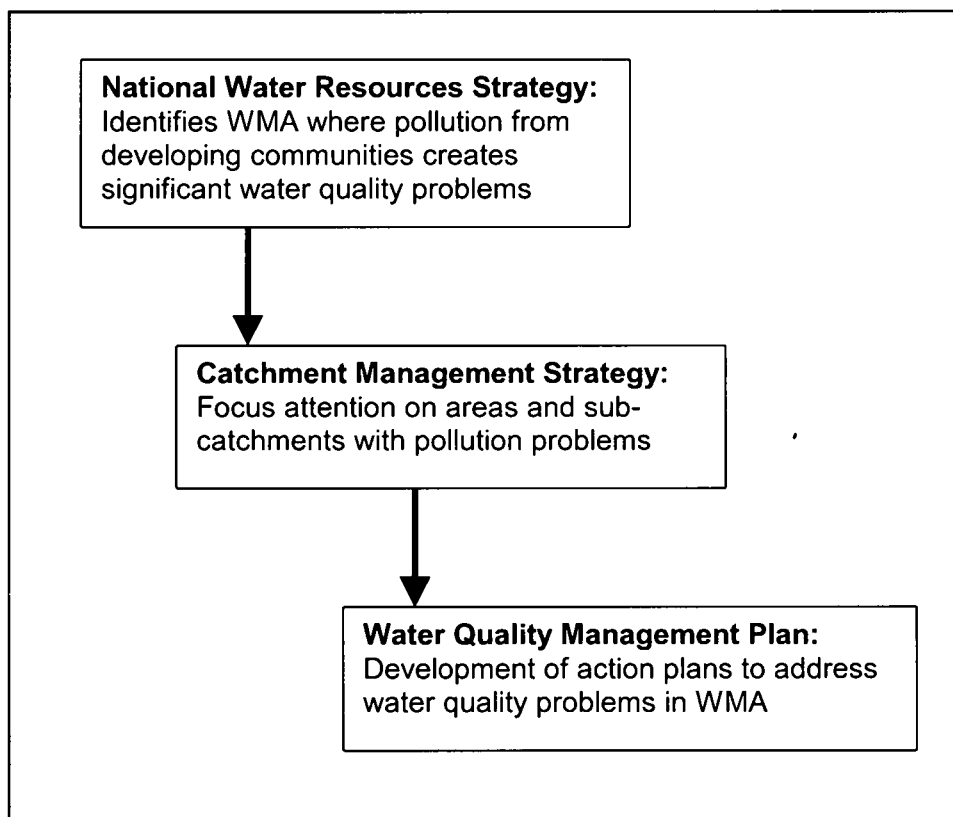 National Water Resources Strategy:
Identifies WMA where pollution from
developing communities creates
significant water quality problems
Catchment Management Strategy:
Focus attention on areas and sub-
catchments with pollution problems
Water Quality Management Plan:
Development of action plans to address
water quality problems in WMA